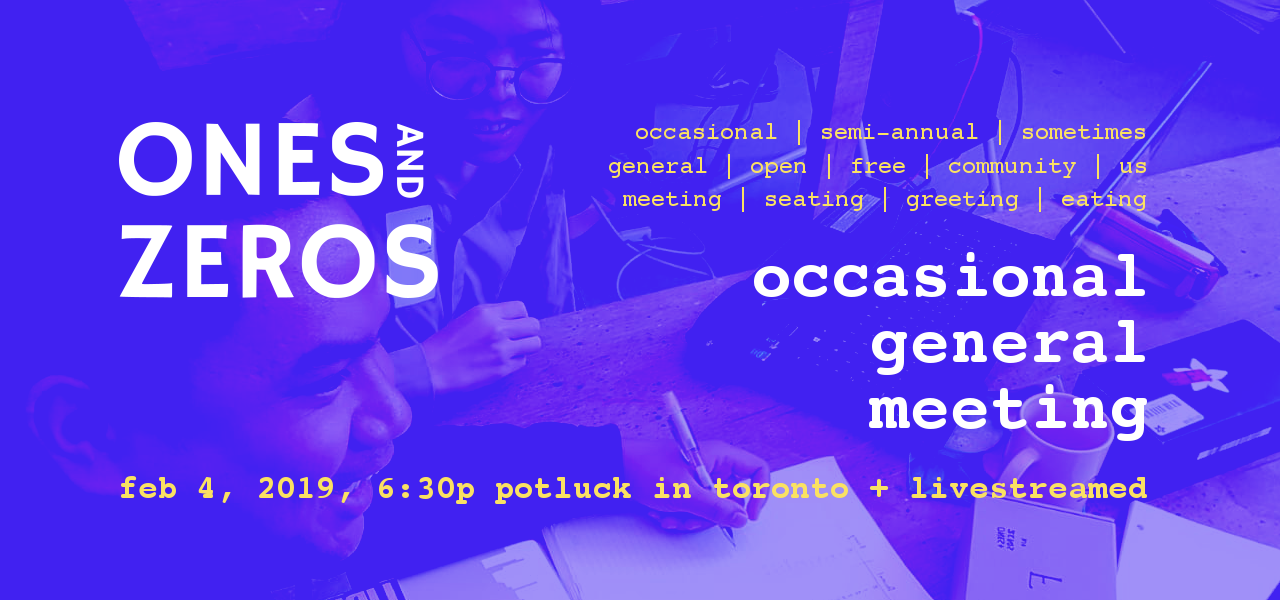 ONES AND
ZEROS
occasional | semi-annual | sometimes
general | open | free | community | us
meeting | seating | greeting | eating
occasional
general
meeting
feb 4, 2019, 6:30p potluck in toronto + livestreamed